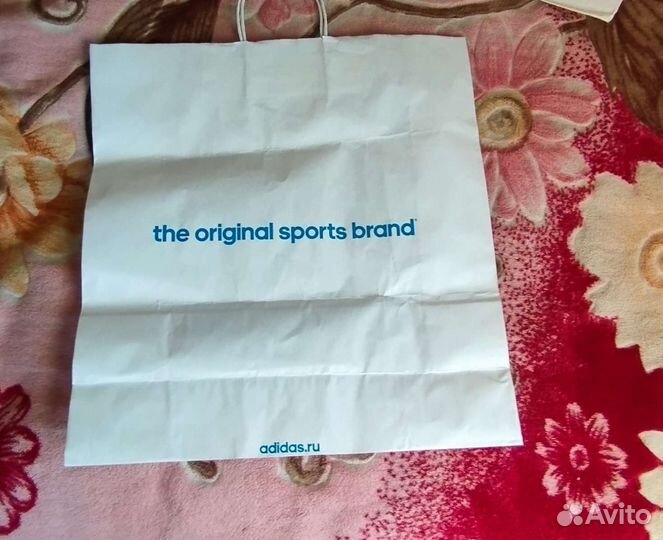 the original sports brand
adidas.ru
Avito